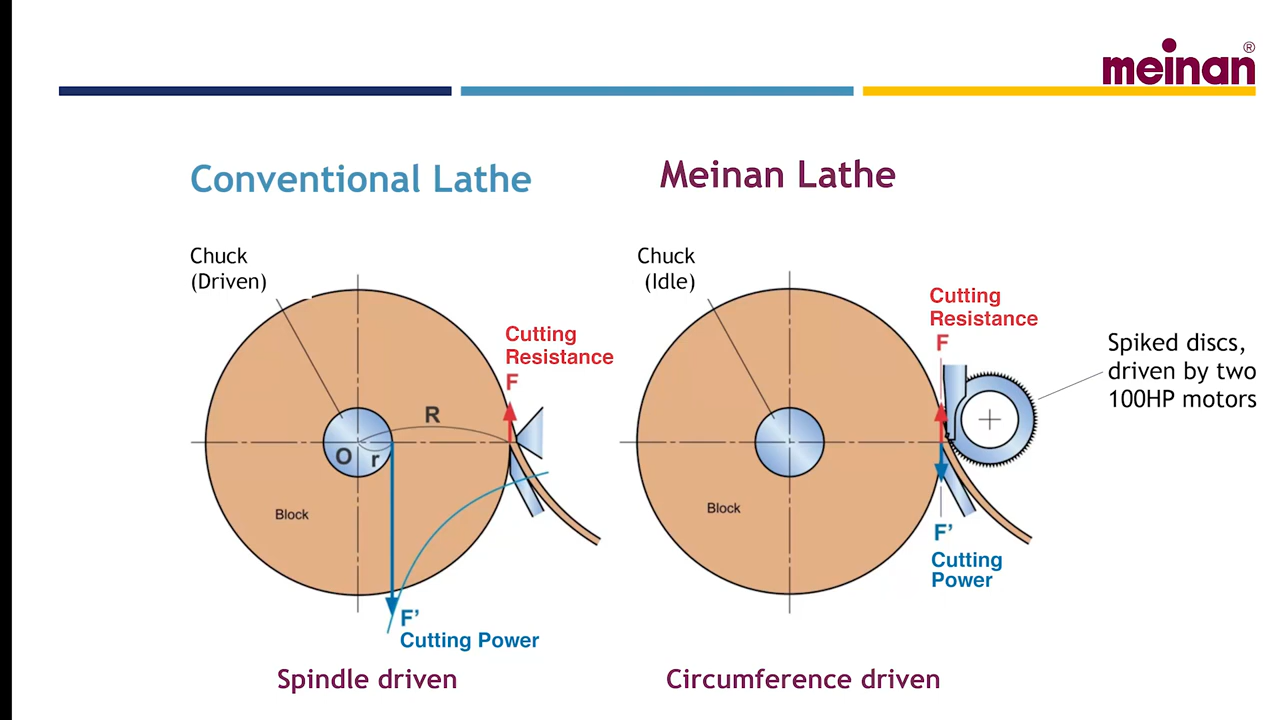 meinan®
Conventional Lathe
Meinan Lathe
Chuck
(Driven)
Cutting
Resistance
F
R
O
r
Block
F’
Cutting Power
Spindle driven
Chuck
(Idle)
Cutting
Resistance
F
Spiked discs,
driven by two
100HP motors
Block
F’
Cutting
Power
Circumference driven